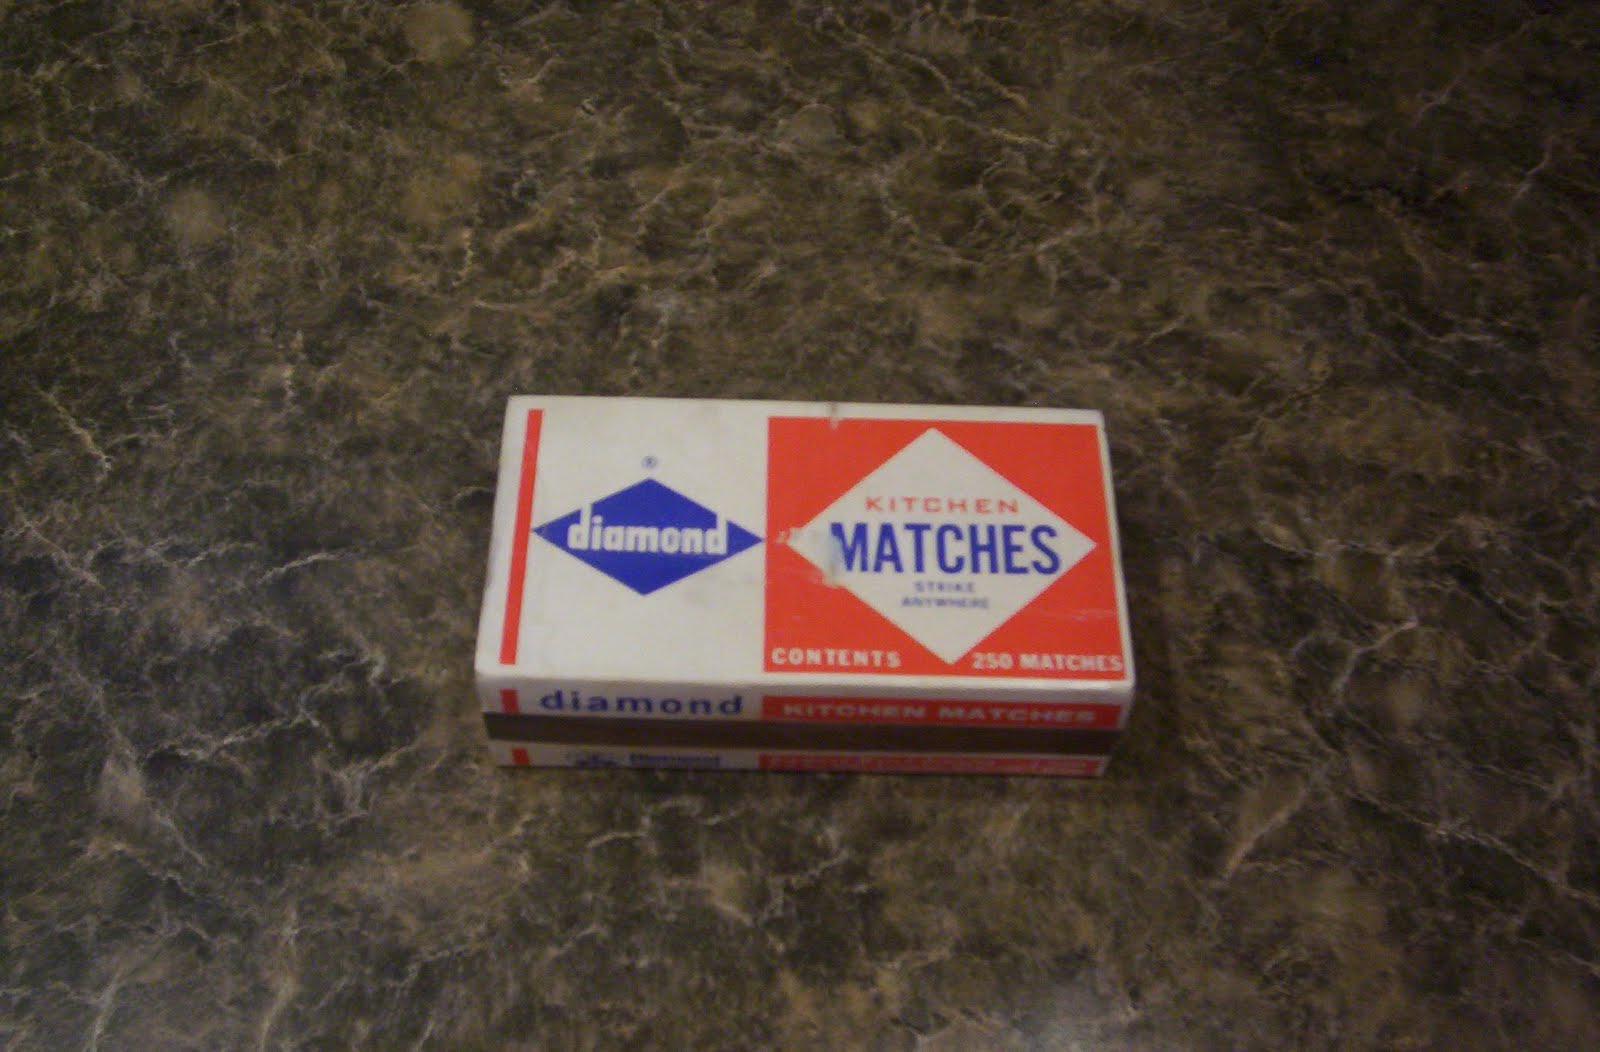 ®
diamond
KITCHEN
MATCHES
STRIKE
ANYWHERE
CONTENTS 250 MATCHES
diamond KITCHEN MATCHES